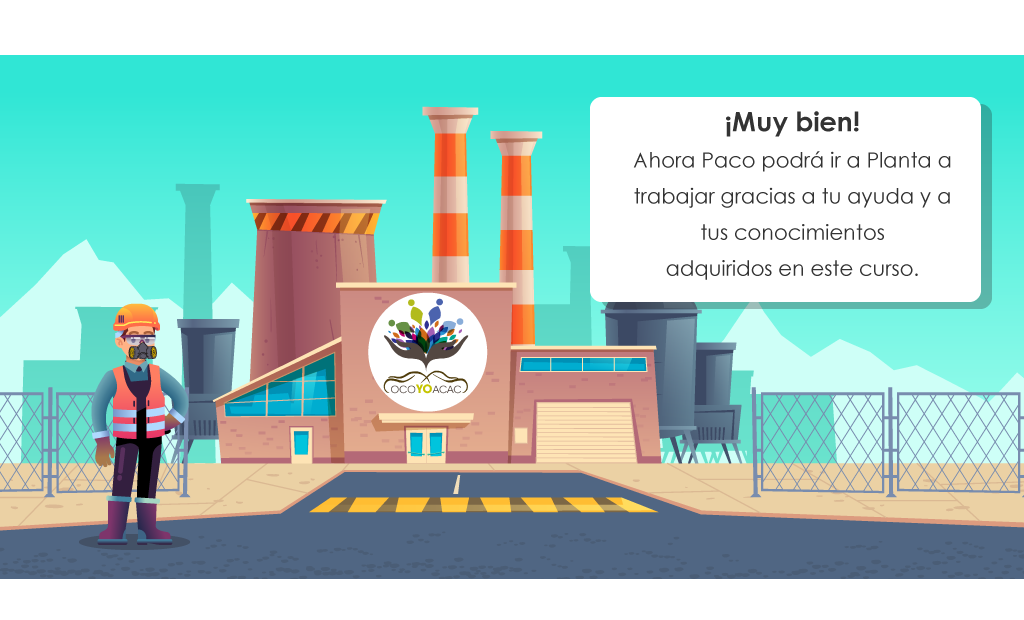 ¡Muy bien!
Ahora Paco podrá ir a Planta a
trabajar gracias a tu ayuda y a
tus conocimientos
adquiridos en este curso.
OCOYOACAC